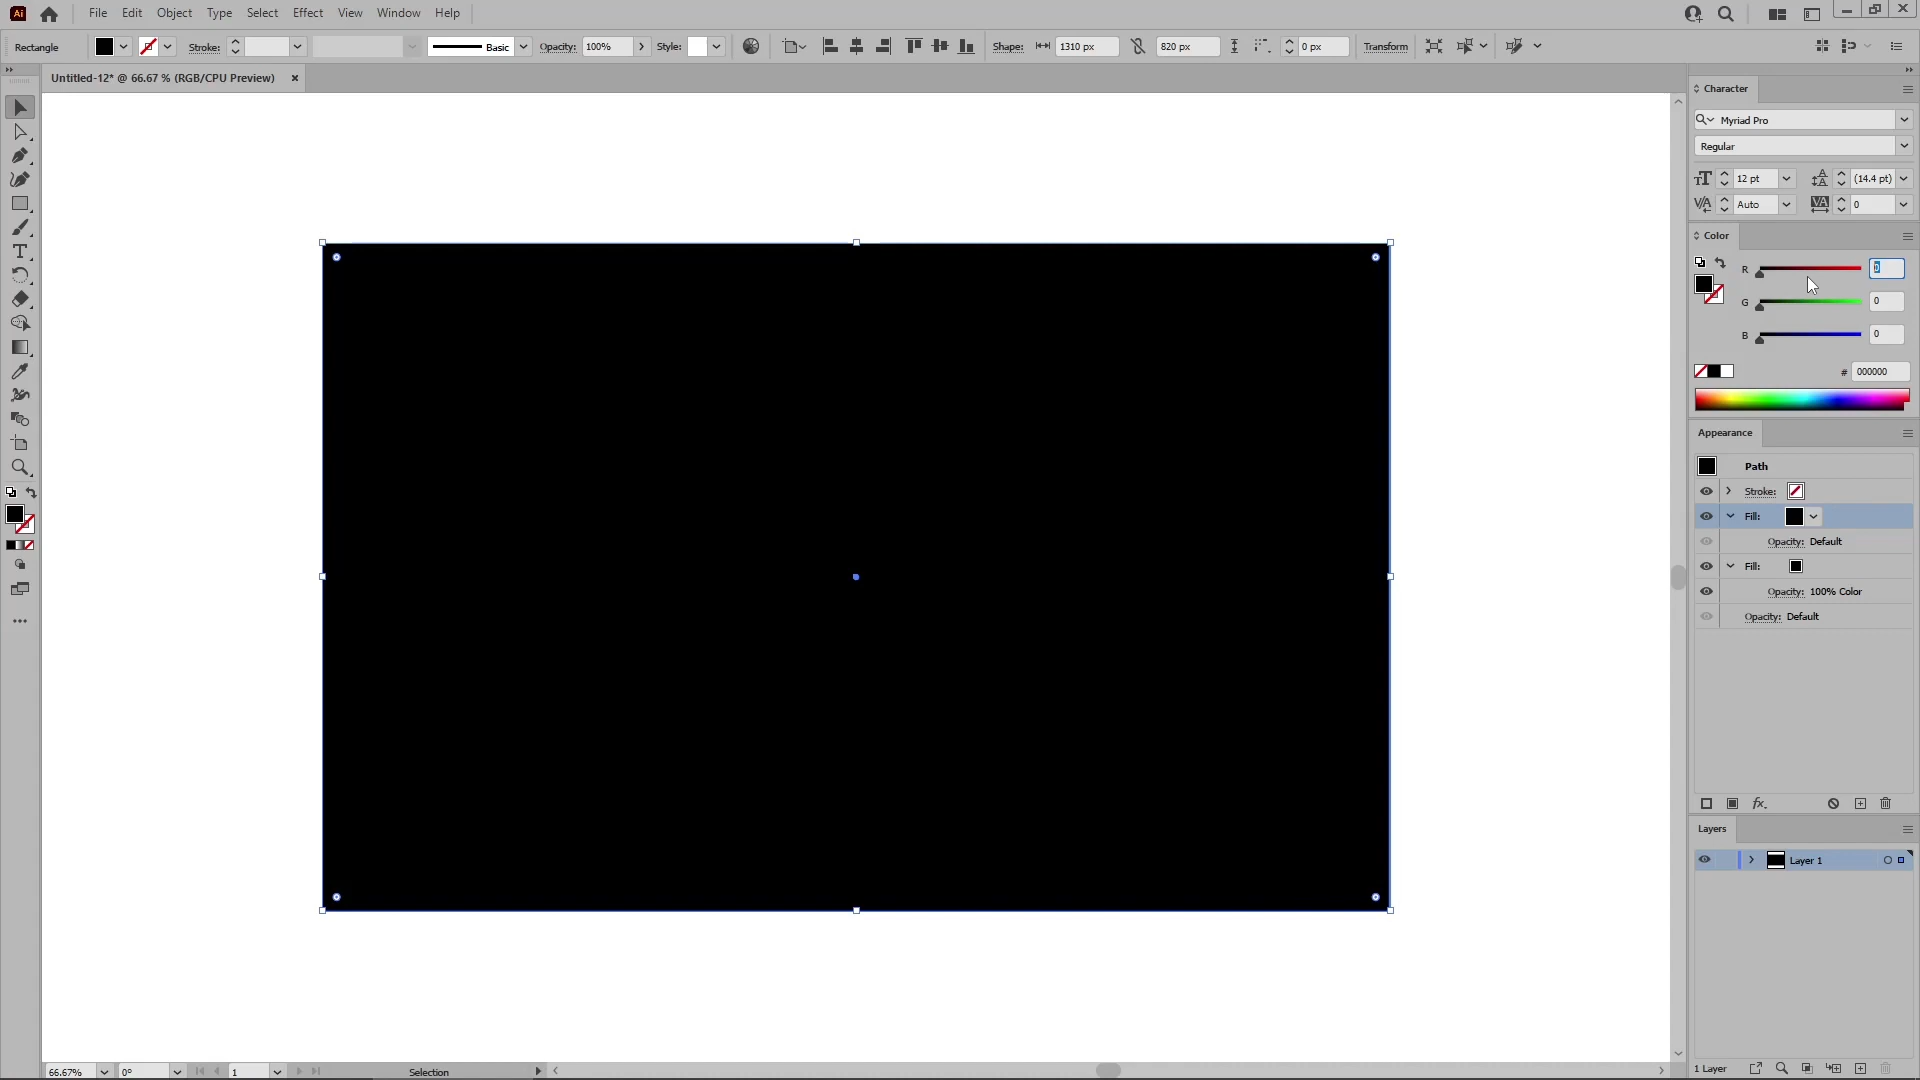 Ai File Edit Object Type Select Effect View Window Help
Rectangle Stroke: Basic Opacity: 100% Style: Shape: 1310 px 820 px 0 px Transform
Untitled-12* @ 66.67 % (RGB/CPU Preview) ×
Character
Myriad Pro
Regular
12 pt (14.4 pt)
Auto 0
Color
R 0
G 0
B 0
# 000000
Appearance
Path
Stroke:
Fill:
Opacity: Default
Fill:
Opacity: 100% Color
Opacity: Default
fx.
Layers
Layer 1
66.67% 0° 1 Selection
1 Layer